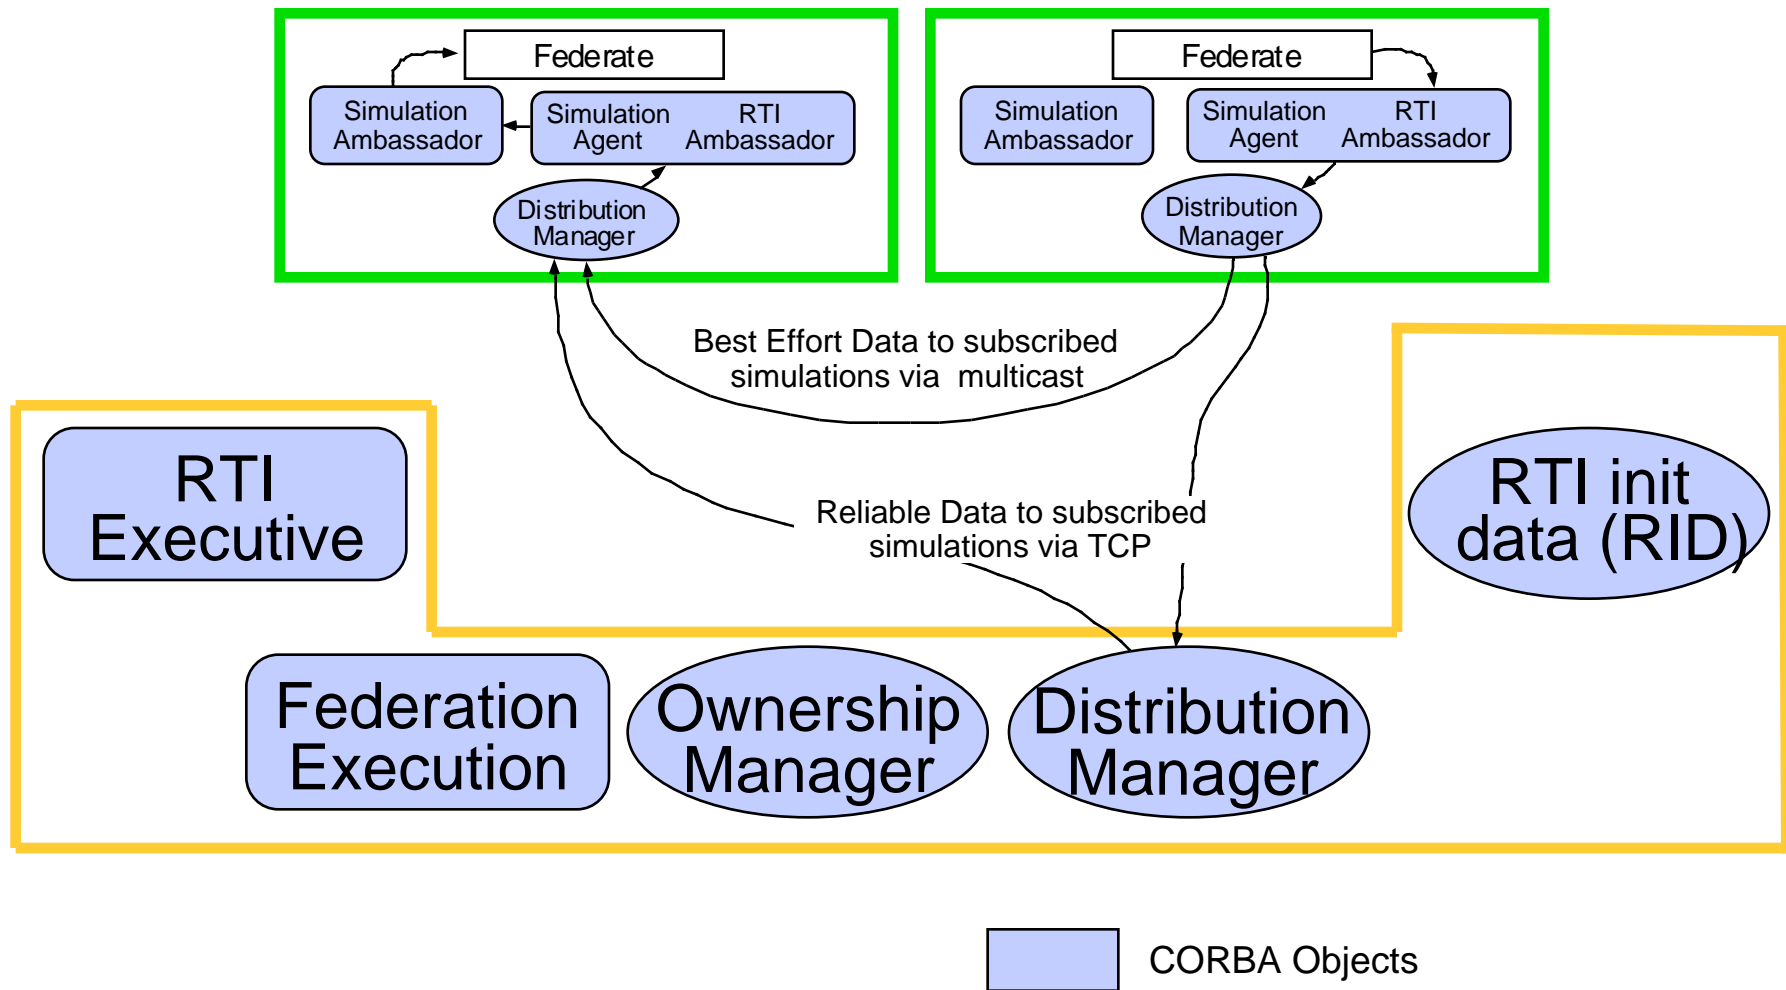 Federate
Simulation
Ambassador
Simulation
Agent
RTI
Ambassador
Distribution
Manager
Federate
Simulation
Ambassador
Simulation
Agent
RTI
Ambassador
Distribution
Manager
Best Effort Data to subscribed
simulations via multicast
RTI
Executive
Reliable Data to subscribed
simulations via TCP
RTI init
data (RID)
Federation
Execution
Ownership
Manager
Distribution
Manager
CORBA Objects